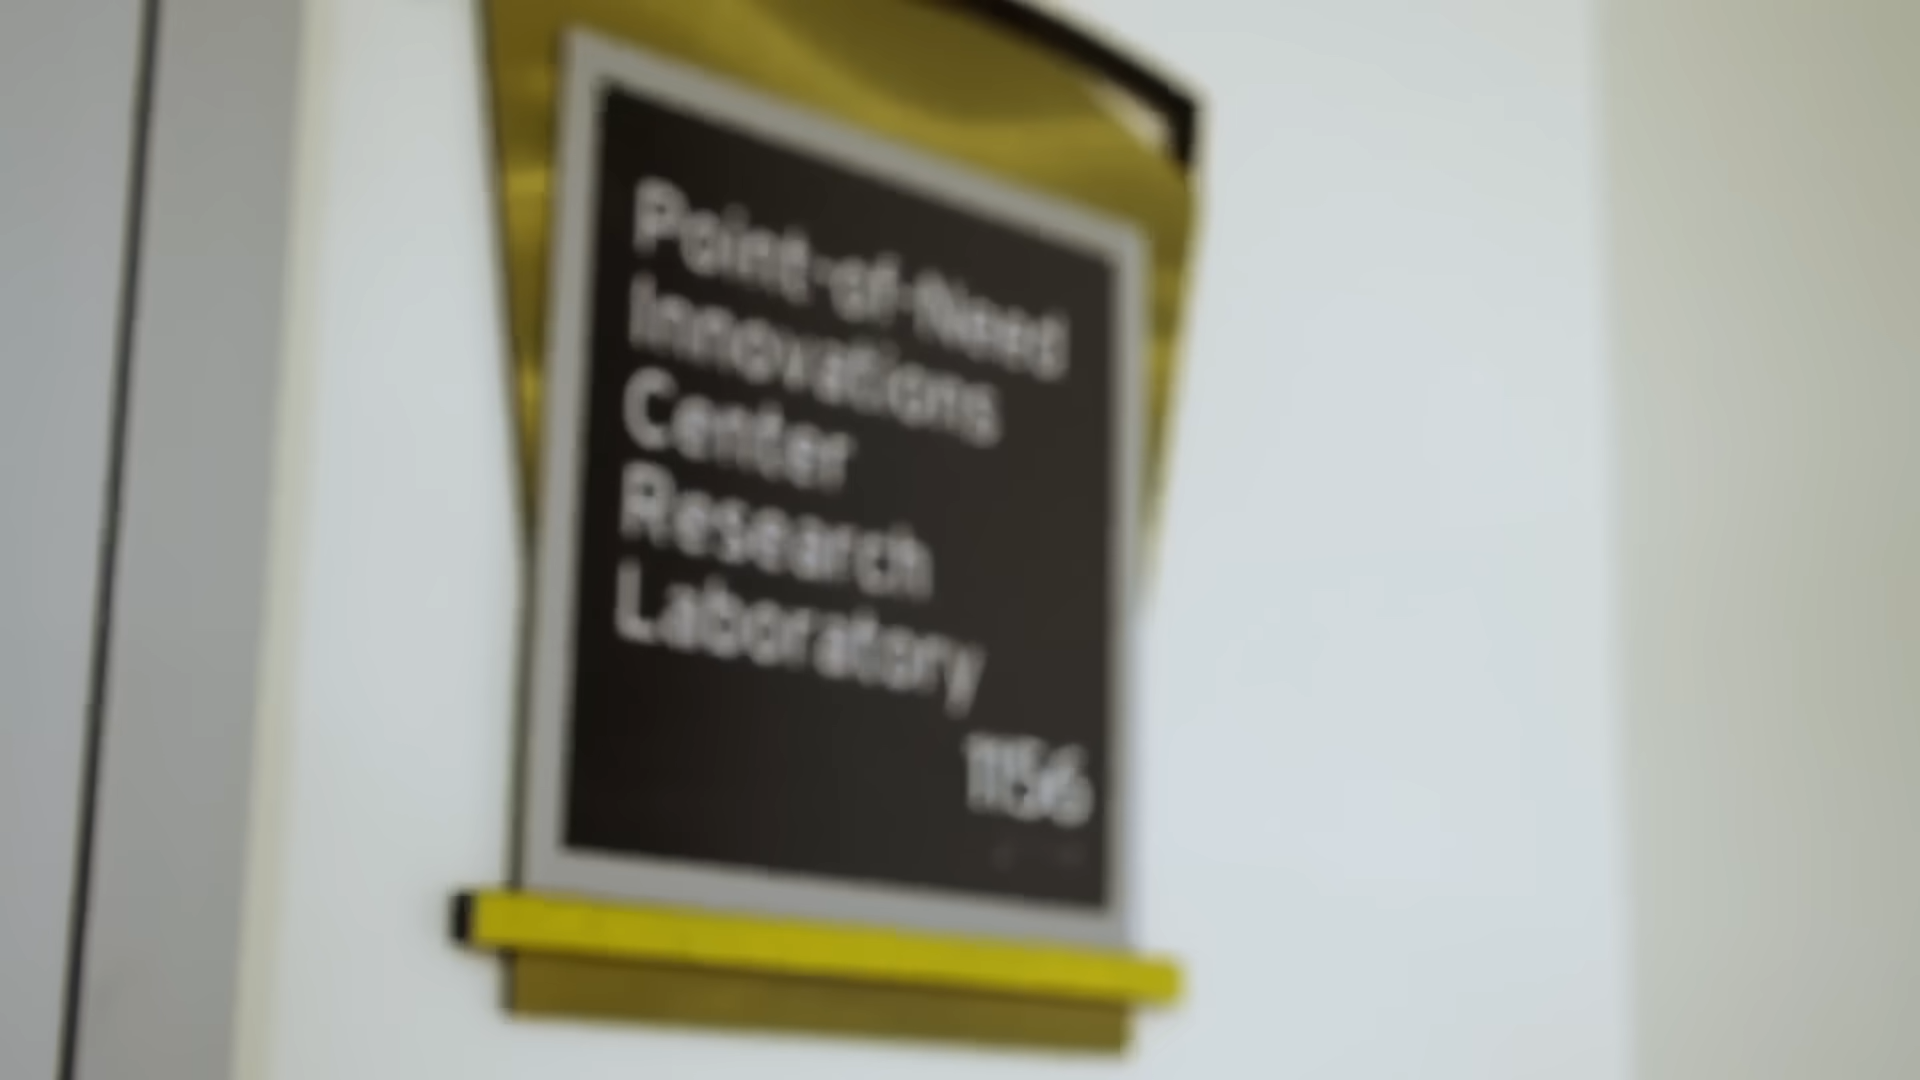 Point-of-Need
Innovations
Center
Research
Laboratory
1156